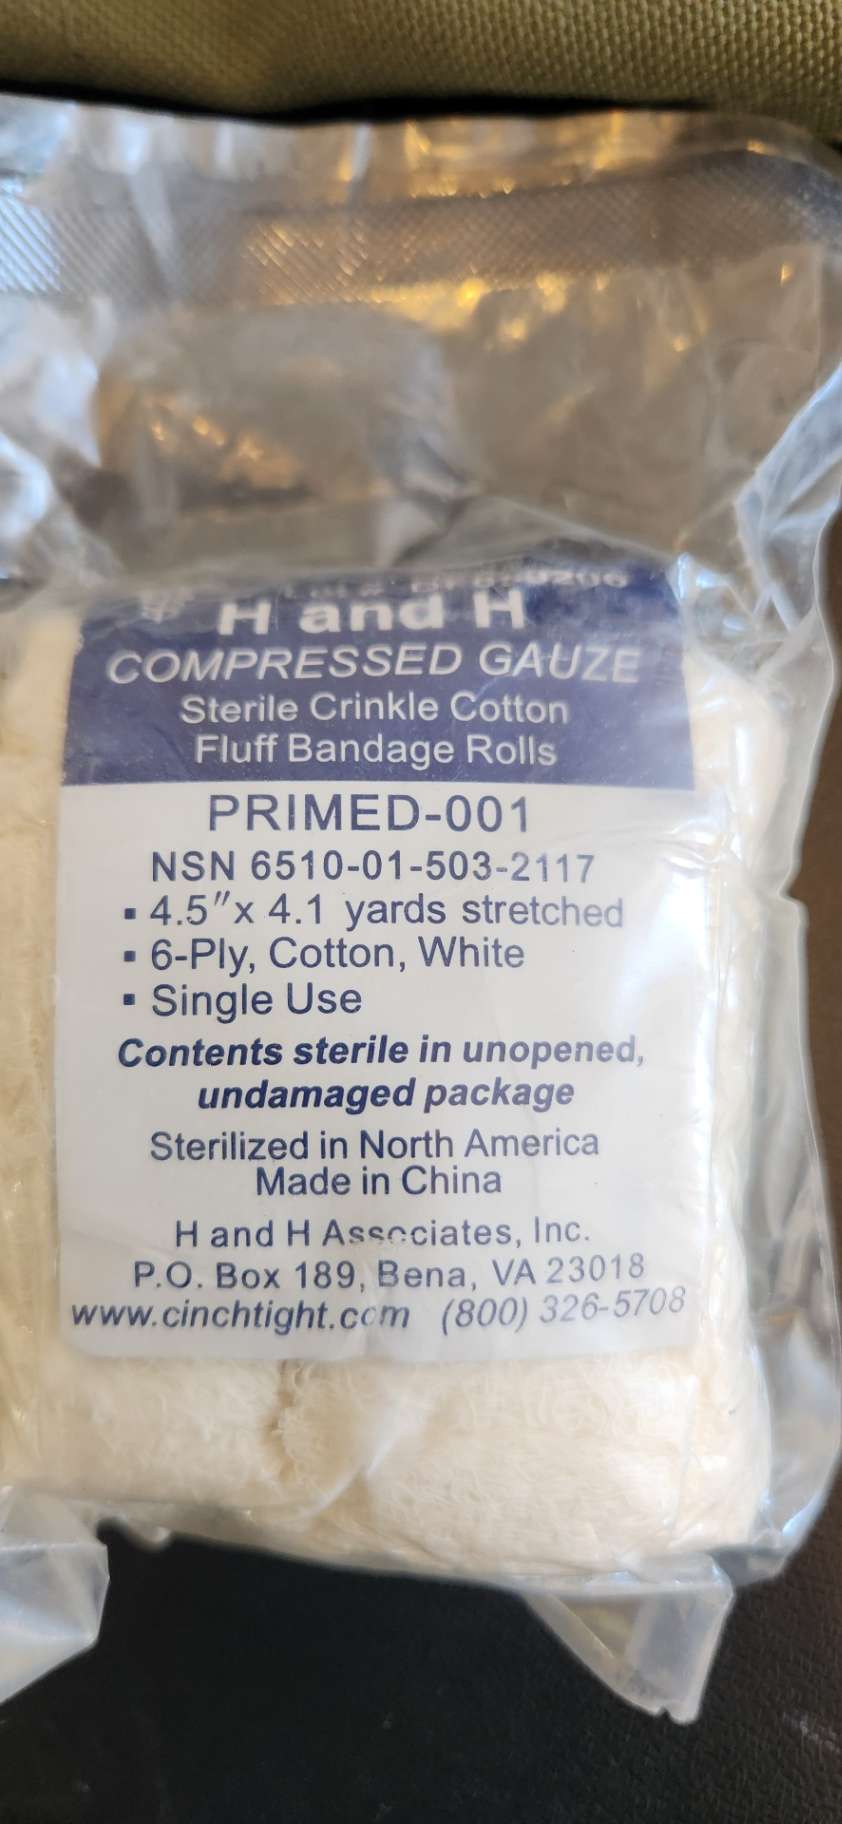 H and H
COMPRESSED GAUZE
Sterile Crinkle Cotton
Fluff Bandage Rolls
PRIMED-001
NSN 6510-01-503-2117
▪ 4.5"x 4.1 yards stretched
▪ 6-Ply, Cotton, White
▪ Single Use
Contents sterile in unopened,
undamaged package
Sterilized in North America
Made in China
H and H Associates, Inc.
P.O. Box 189, Bena, VA 23018
www.cinchtight.com (800) 326-5708